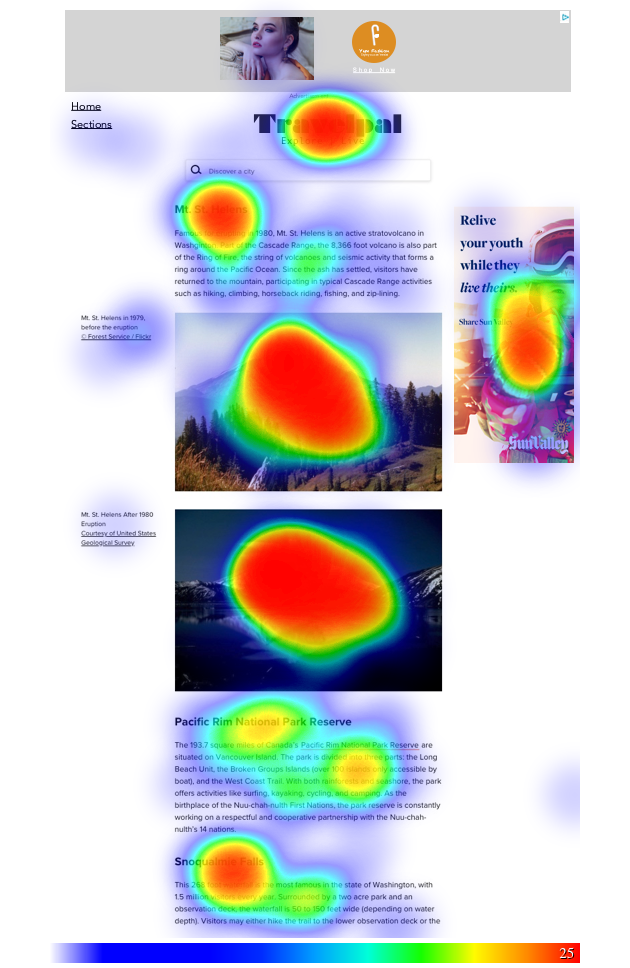 Shop Now
Home
Sections
Travelpal
Discover a city
Mt. St. Helens
in 1980, Mt. St. Helens is an active stratovolcano in
Washington. Part of the Cascade Range, the 8,366 foot volcano is also part
of the Ring of Fire, the string of volcanoes and seismic activity that forms a
ring around the Pacific Ocean. Since the ash has settled, visitors have
returned to the mountain, participating in typical Cascade Range activities
such as hiking, climbing, horseback riding, fishing, and zip-lining.
Relive
your youth
while they
live theirs.
Share Sun Valley
SunValley
Mt. St. Helens in 1979,
before the eruption
© Forest Service / Flickr
Mt. St. Helens After 1980
Eruption
Courtesy of United States
Geological Survey
Pacific Rim National Park Reserve
The 193.7 square miles of Canada's Pacific Rim National Park Reserve are
situated on Vancouver Island. The park is divided into three parts: the Long
Beach Unit, the Broken Groups Islands (over 100 islands only accessible by
boat), and the West Coast Trail. With both rainforests and seashore, the park
offers activities like surfing, kayaking, cycling, and camping. As the
birthplace of the Nuu-chah-nulth First Nations, the park reserve is constantly
working on a respectful and cooperative partnership with the Nuu-chah-
nulth's 14 nations.
Snoqualmie Falls
This waterfall is the most famous in the state of Washington, with
1.5 million visitors every year. Surrounded by a two acre park and an
observation deck, the waterfall is 50 to 150 feet wide (depending on water
depth). Visitors may either hike the trail to the lower observation deck or the
25